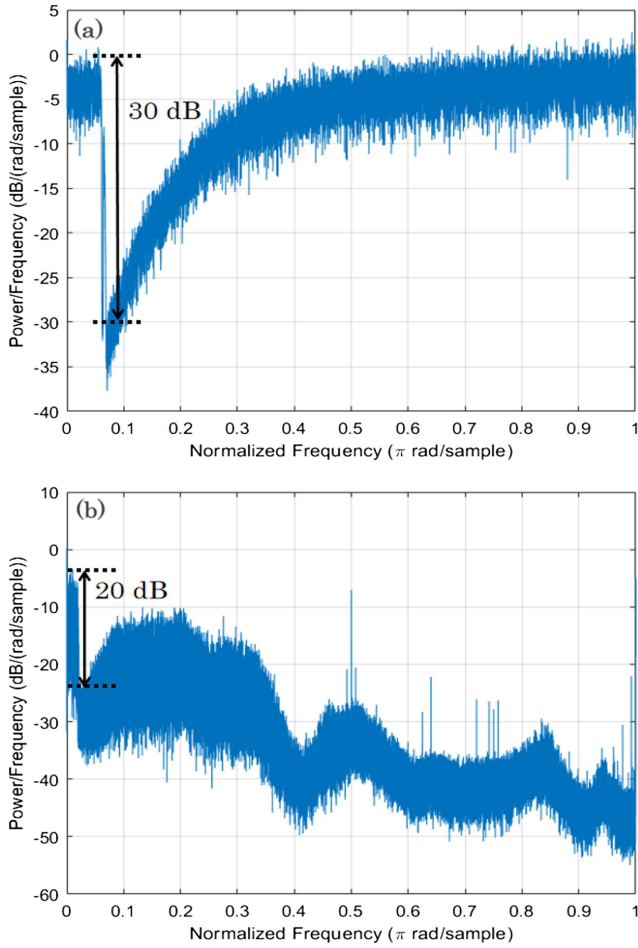 (a)
5
0
-5
-10
-15
-20
-25
-30
-35
-40
30 dB
Power/Frequency (dB/(rad/sample))
0 0.1 0.2 0.3 0.4 0.5 0.6 0.7 0.8 0.9 1
Normalized Frequency (π rad/sample)
(b)
10
0
-10
-20
-30
-40
-50
-60
20 dB
Power/Frequency (dB/(rad/sample))
0 0.1 0.2 0.3 0.4 0.5 0.6 0.7 0.8 0.9 1
Normalized Frequency (π rad/sample)